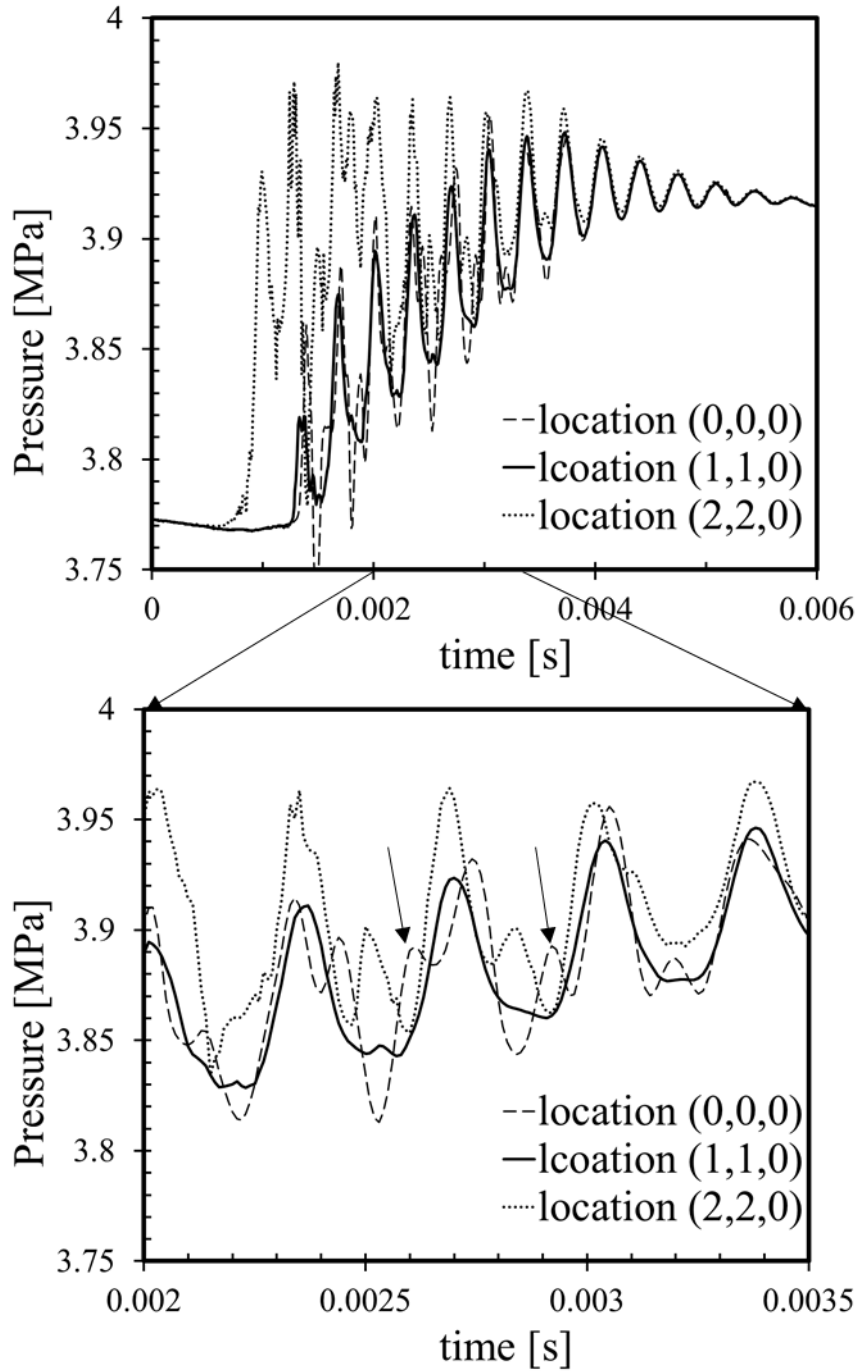 4
3.95
3.9
3.85
3.8
3.75
Pressure [MPa]
location (0,0,0)
lcoation (1,1,0)
location (2,2,0)
0 0.002 0.004 0.006
time [s]
4
3.95
3.9
3.85
3.8
3.75
Pressure [MPa]
location (0,0,0)
lcoation (1,1,0)
location (2,2,0)
0.002 0.0025 0.003 0.0035
time [s]